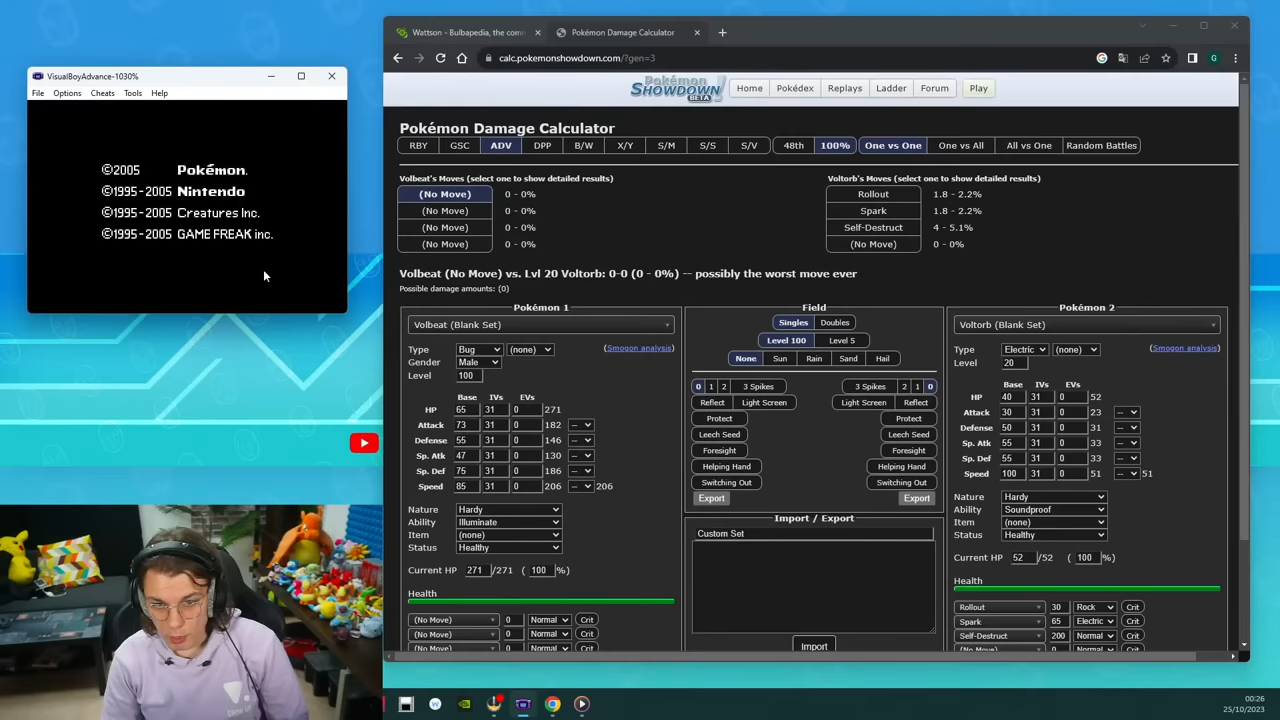 VisualBoyAdvance-1030%
File Options Cheats Tools Help
©2005 Pokémon.
©1995-2005 Nintendo
©1995-2005 Creatures Inc.
©1995-2005 GAME FREAK inc.
Wattson - Bulbapedia, the com
Pokémon Damage Calculator
calc.pokemonshowdown.com/?gen=3
G
Pokémon
SHOWDOWN!
BETA
Home Pokédex Replays Ladder Forum Play
Pokémon Damage Calculator
RBY GSC ADV DPP B/W X/Y S/M S/S S/V 48th 100% One vs One One vs All All vs One Random Battles
Volbeat's Moves (select one to show detailed results)
(No Move) 0 - 0%
(No Move) 0 - 0%
(No Move) 0 - 0%
(No Move) 0 - 0%
Voltorb's Moves (select one to show detailed results)
Rollout 1.8 - 2.2%
Spark 1.8 - 2.2%
Self-Destruct 4 - 5.1%
(No Move) 0 - 0%
Volbeat (No Move) vs. Lvl 20 Voltorb: 0-0 (0 - 0%) -- possibly the worst move ever
Possible damage amounts: (0)
Pokémon 1
Volbeat (Blank Set)
Type Bug (none) (Smogon analysis)
Gender Male
Level 100
Base IVs EVs
HP 65 31 0 271
Attack 73 31 0 182 --
Defense 55 31 0 146 --
Sp. Atk 47 31 0 130 --
Sp. Def 75 31 0 186 --
Speed 85 31 0 206 -- 206
Nature Hardy
Ability Illuminate
Item (none)
Status Healthy
Current HP 271 /271 ( 100 %)
Health
(No Move) 0 Normal Crit
(No Move) 0 Normal Crit
(No Move) 0 Normal Crit
Field
Singles Doubles
Level 100 Level 5
None Sun Rain Sand Hail
0 1 2 3 Spikes 3 Spikes 2 1 0
Reflect Light Screen Light Screen Reflect
Protect Protect
Leech Seed Leech Seed
Foresight Foresight
Helping Hand Helping Hand
Switching Out Switching Out
Export Export
Import / Export
Custom Set
Import
Pokémon 2
Voltorb (Blank Set)
Type Electric (none) (Smogon analysis)
Level 20
Base IVs EVs
HP 40 31 0 52
Attack 30 31 0 23 --
Defense 50 31 0 31 --
Sp. Atk 55 31 0 33 --
Sp. Def 55 31 0 33 --
Speed 100 31 0 51 -- 51
Nature Hardy
Ability Soundproof
Item (none)
Status Healthy
Current HP 52 /52 ( 100 %)
Health
Rollout 30 Rock Crit
Spark 65 Electric Crit
Self-Destruct 200 Normal Crit
(No Move) 0 Normal Crit
00:26
25/10/2023